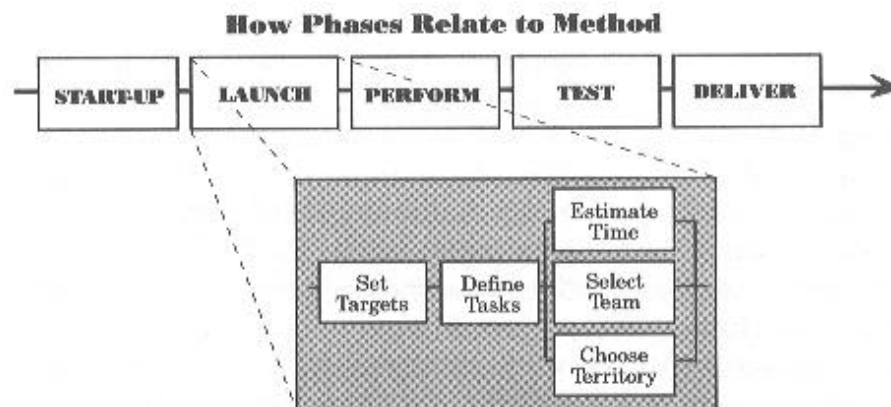 How Phases Relate to Method
START-UP
LAUNCH
PERFORM
TEST
DELIVER
Estimate
Time
Set
Targets
Define
Tasks
Select
Team
Choose
Territory